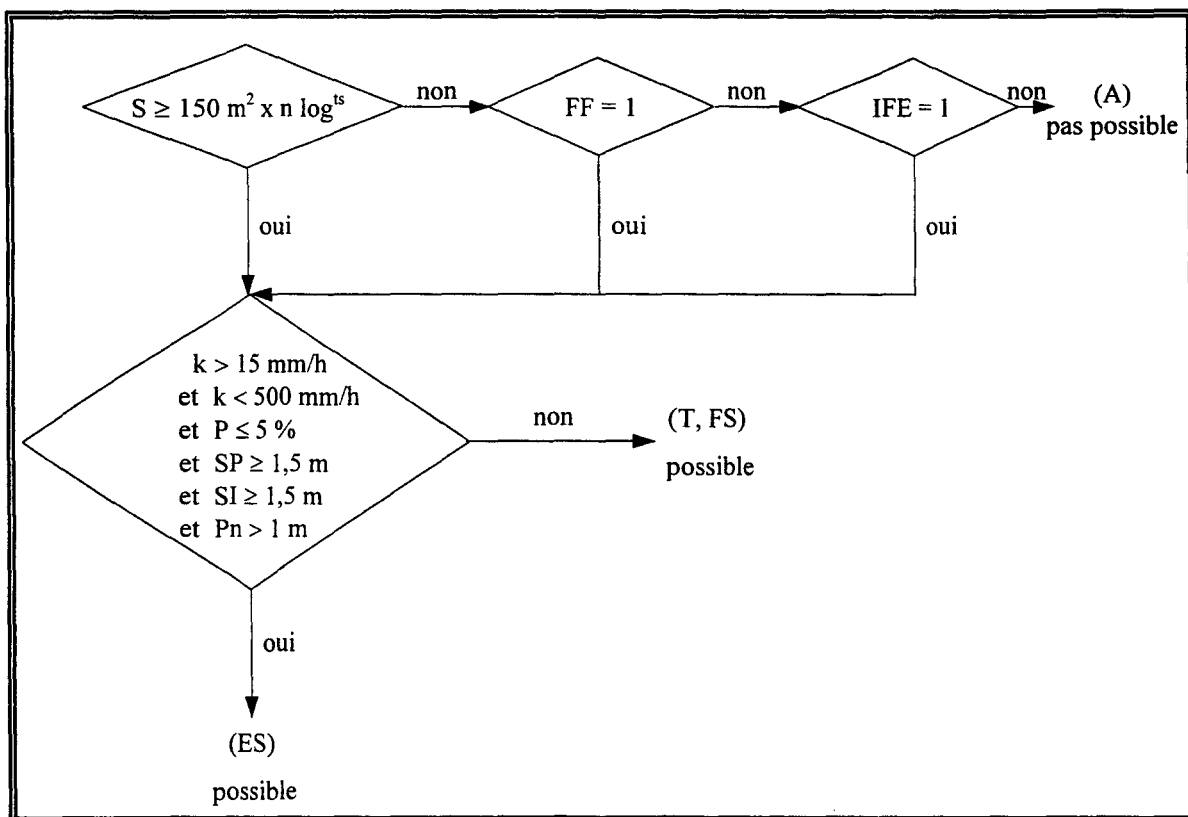 S ≥ 150 m² x n log^ts
non
FF = 1
non
IFE = 1
non
(A)
pas possible
oui
oui
oui
k > 15 mm/h
et k < 500 mm/h
et P ≤ 5 %
et SP ≥ 1,5 m
et SI ≥ 1,5 m
et Pn > 1 m
non
(T, FS)
possible
oui
(ES)
possible